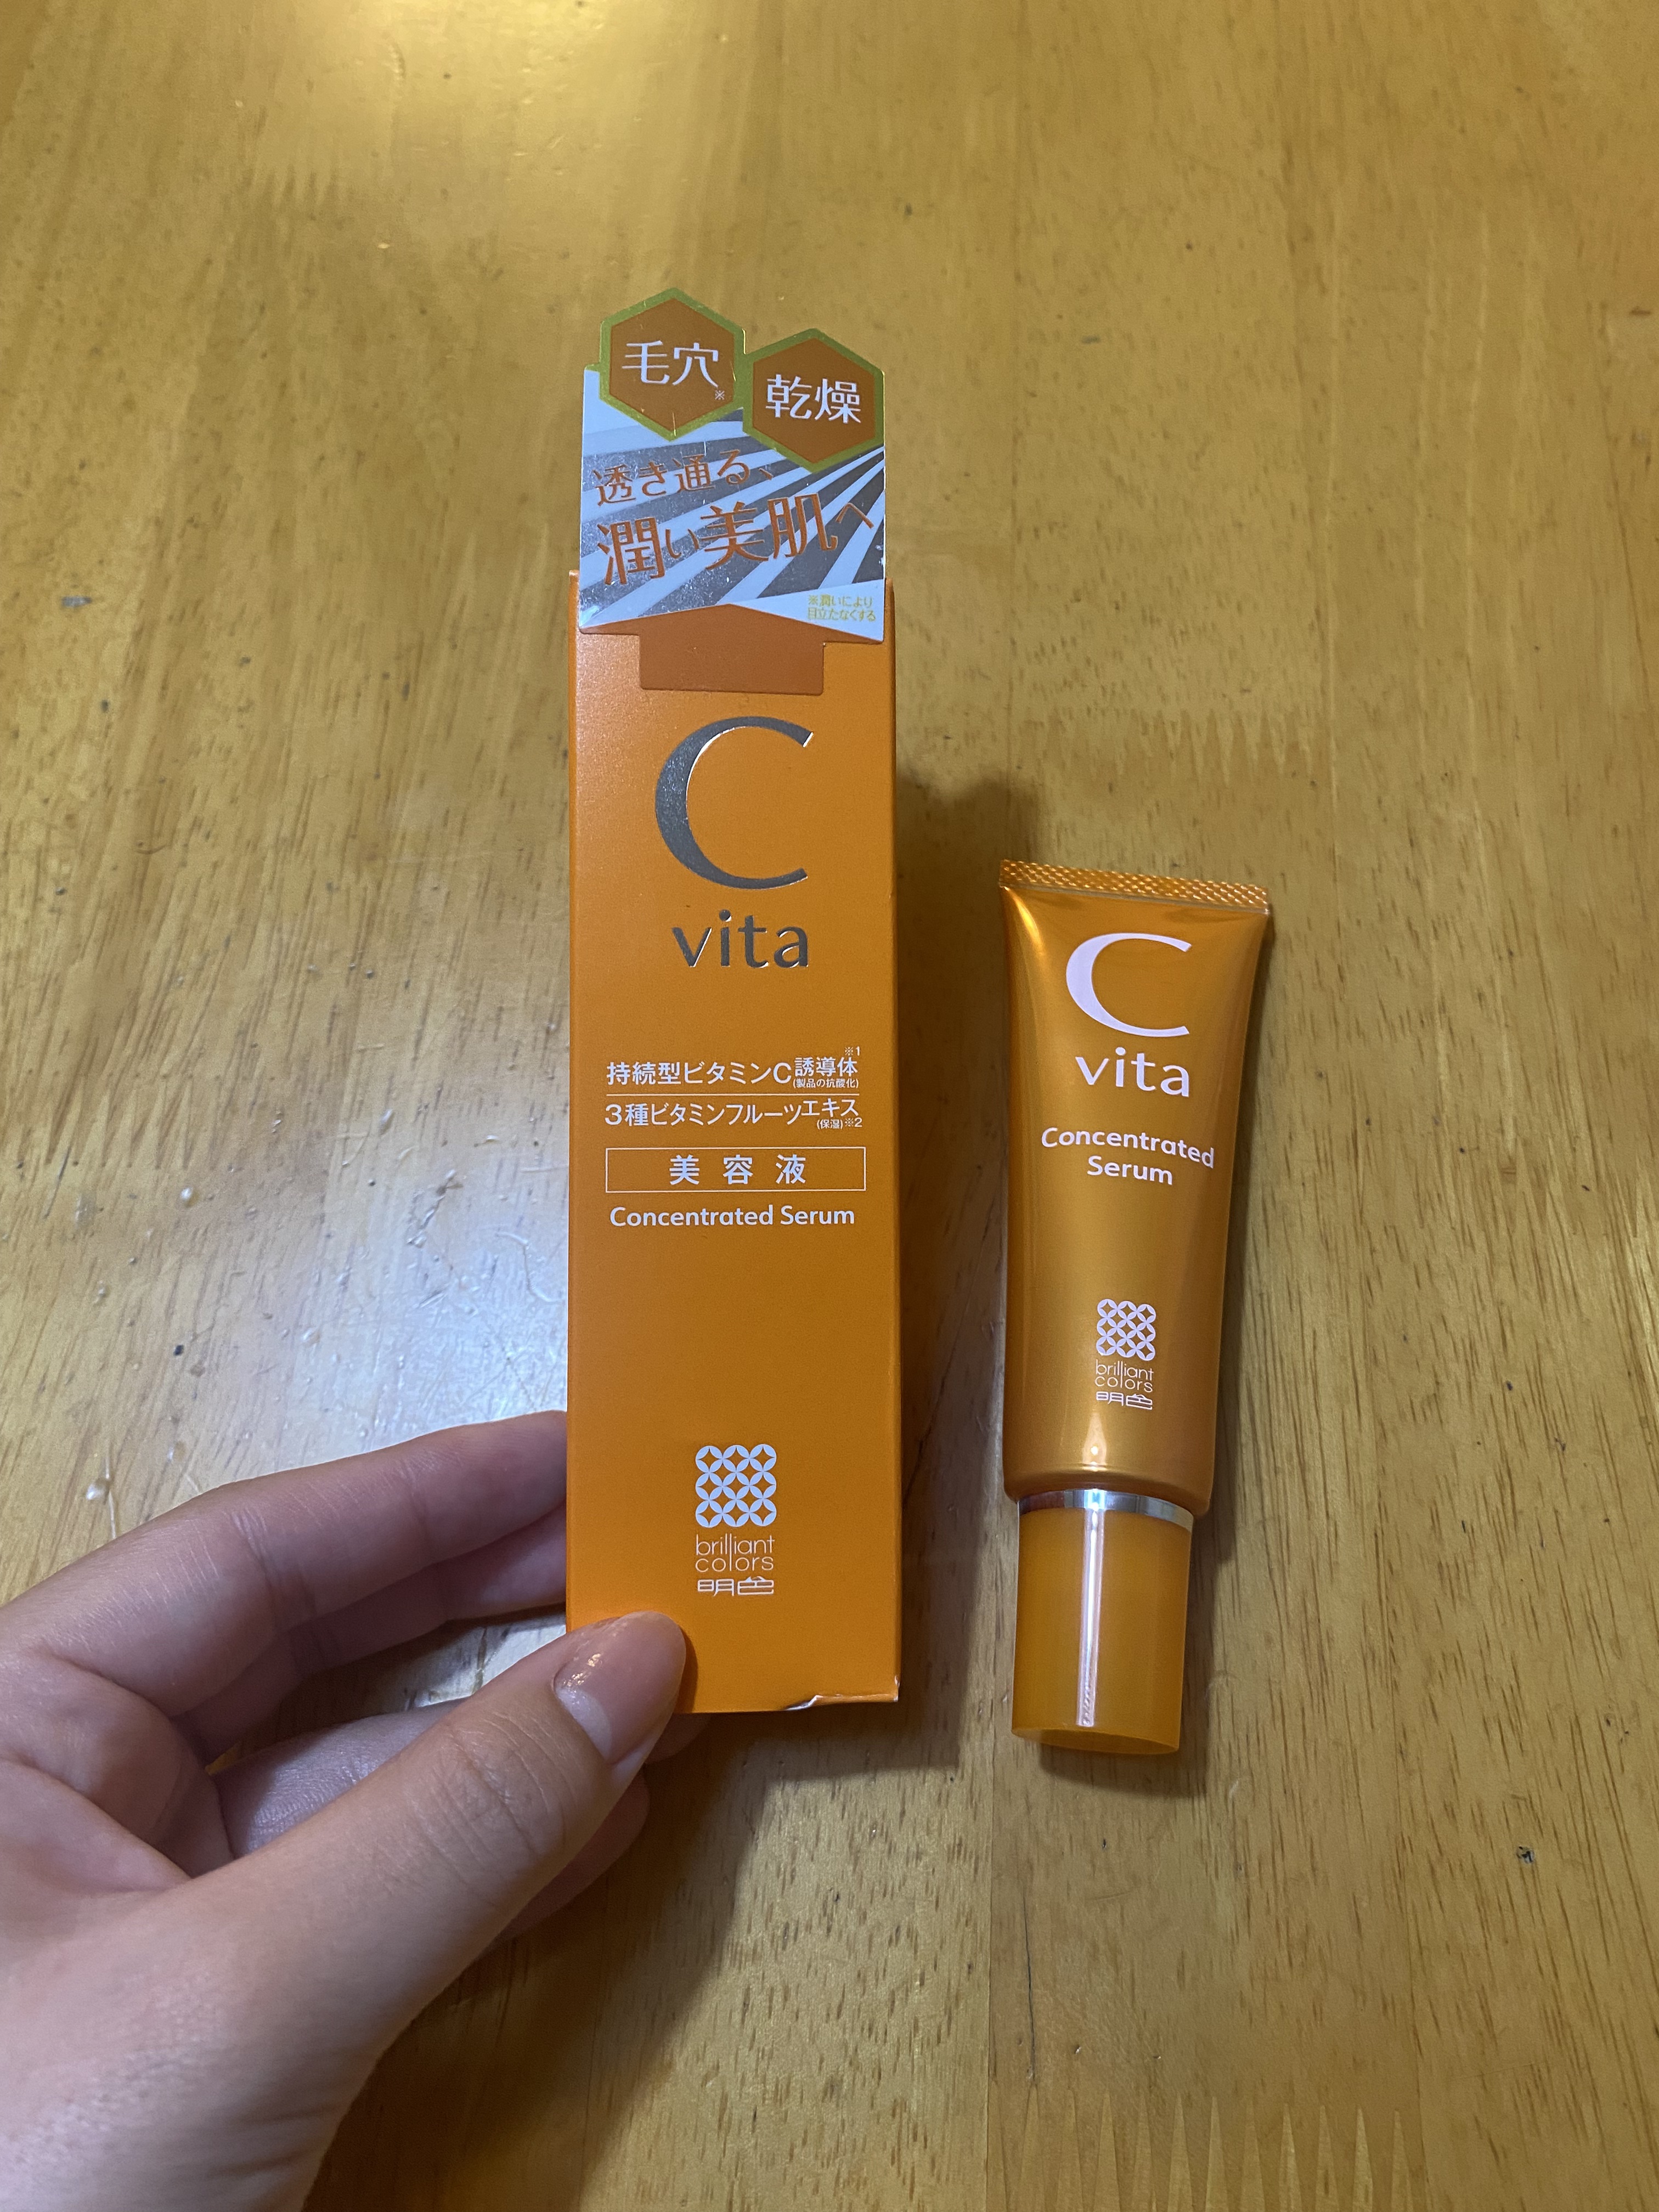 毛穴※
乾燥
透き通る、
潤い美肌へ
※潤いにより
目立たなくする
C
vita
持続型ビタミンC誘導体※1
(製品の抗酸化)
3種ビタミンフルーツエキス
(保湿)※2
美容液
Concentrated Serum
brilliant
colors
明色
C
vita
Concentrated
Serum
brilliant
colors
明色